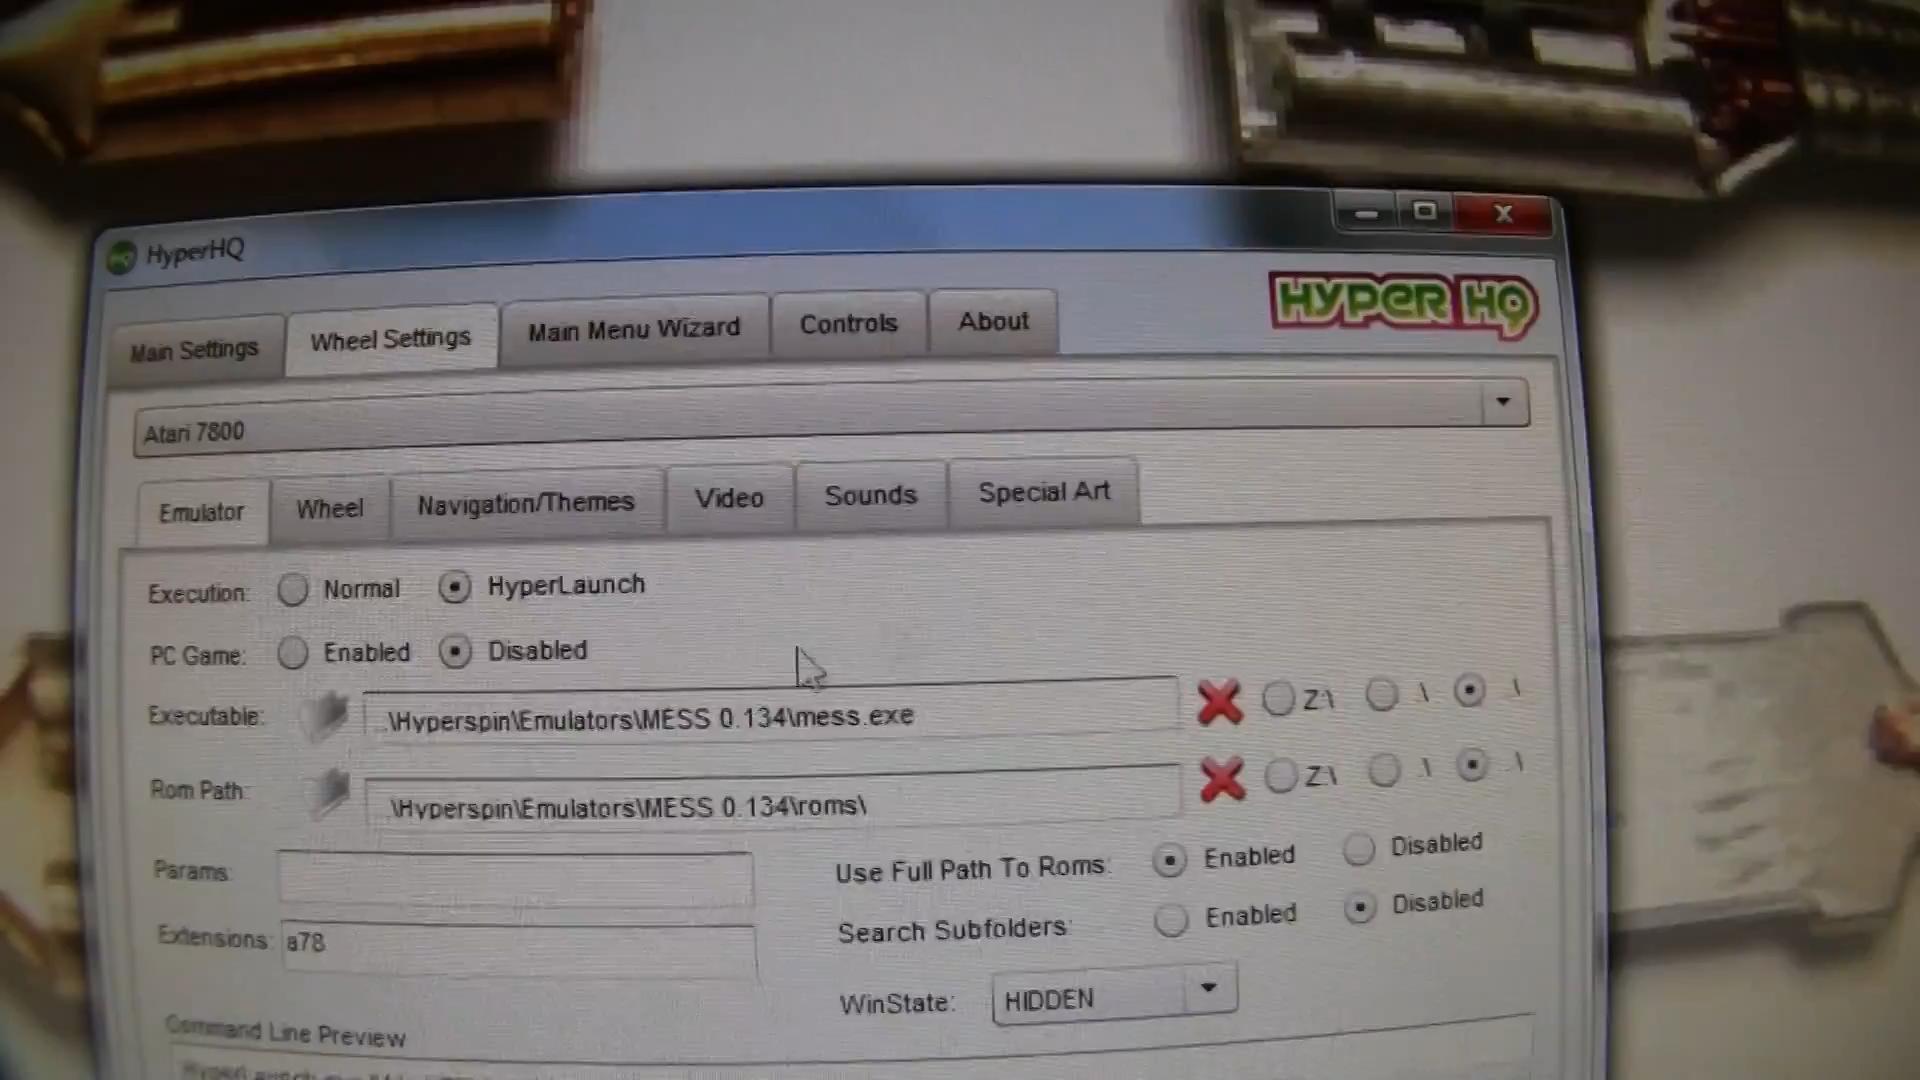 HyperHQ
HYPER HQ
Main Settings Wheel Settings Main Menu Wizard Controls About
Atari 7800
Emulator Wheel Navigation/Themes Video Sounds Special Art
Execution: Normal HyperLaunch
PC Game: Enabled Disabled
Executable: .\Hyperspin\Emulators\MESS 0.134\mess.exe Z:\ .\ .\
Rom Path: .\Hyperspin\Emulators\MESS 0.134\roms\ Z:\ .\ .\
Params: Use Full Path To Roms: Enabled Disabled
Extensions: a78 Search Subfolders: Enabled Disabled
WinState: HIDDEN
Command Line Preview